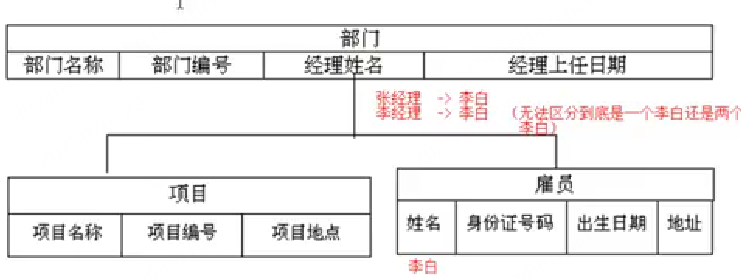 部门
部门名称 部门编号 经理姓名 经理上任日期
张经理 -> 李白
李经理 -> 李白 （无法区分到底是一个李白还是两个
李白）
项目
项目名称 项目编号 项目地点
雇员
姓名 身份证号码 出生日期 地址
李白